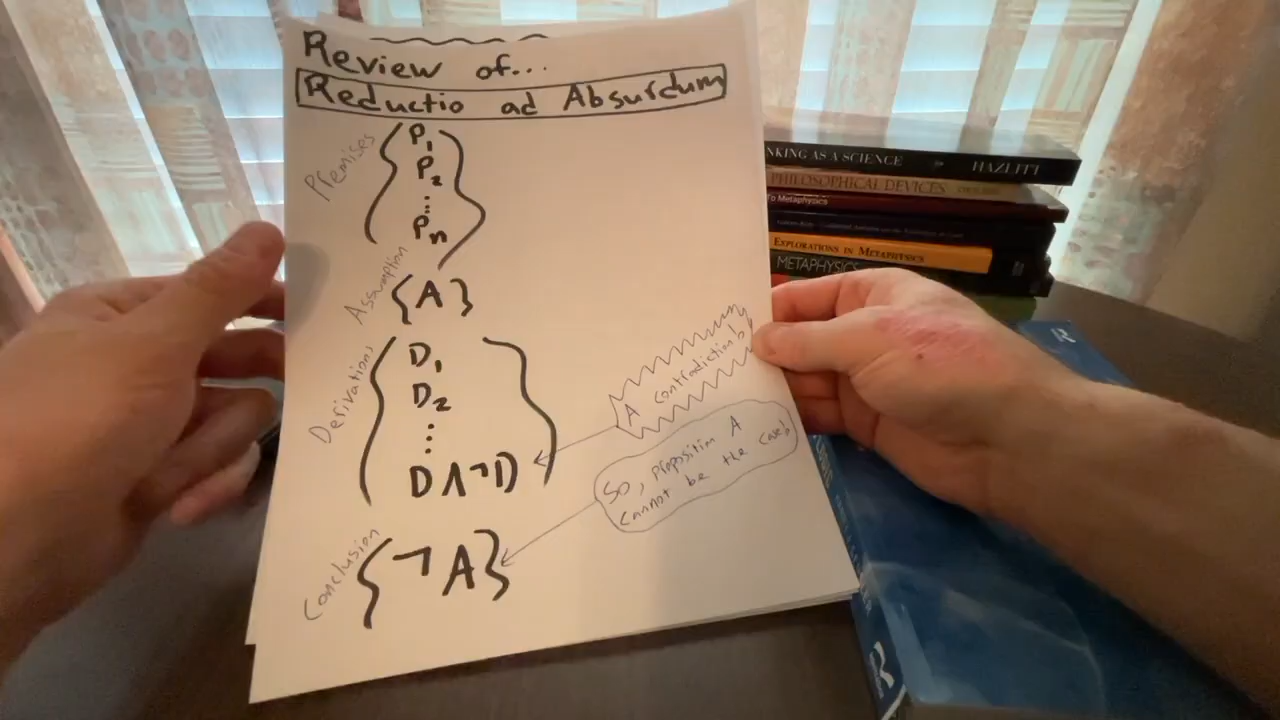 Review of...
Reductio ad Absurdum
Premises
P1
P2
...
Pn
Assumption
{A}
Derivations
D1
D2
⋮
D∧¬D
A contradiction!
So, proposition A
cannot be the case!
Conclusion
{¬A}
NKING AS A SCIENCE HAZLITT
PHILOSOPHICAL DEVICES
To Metaphysics
EXPLORATIONS IN METAPHYSICS
METAPHYSICS